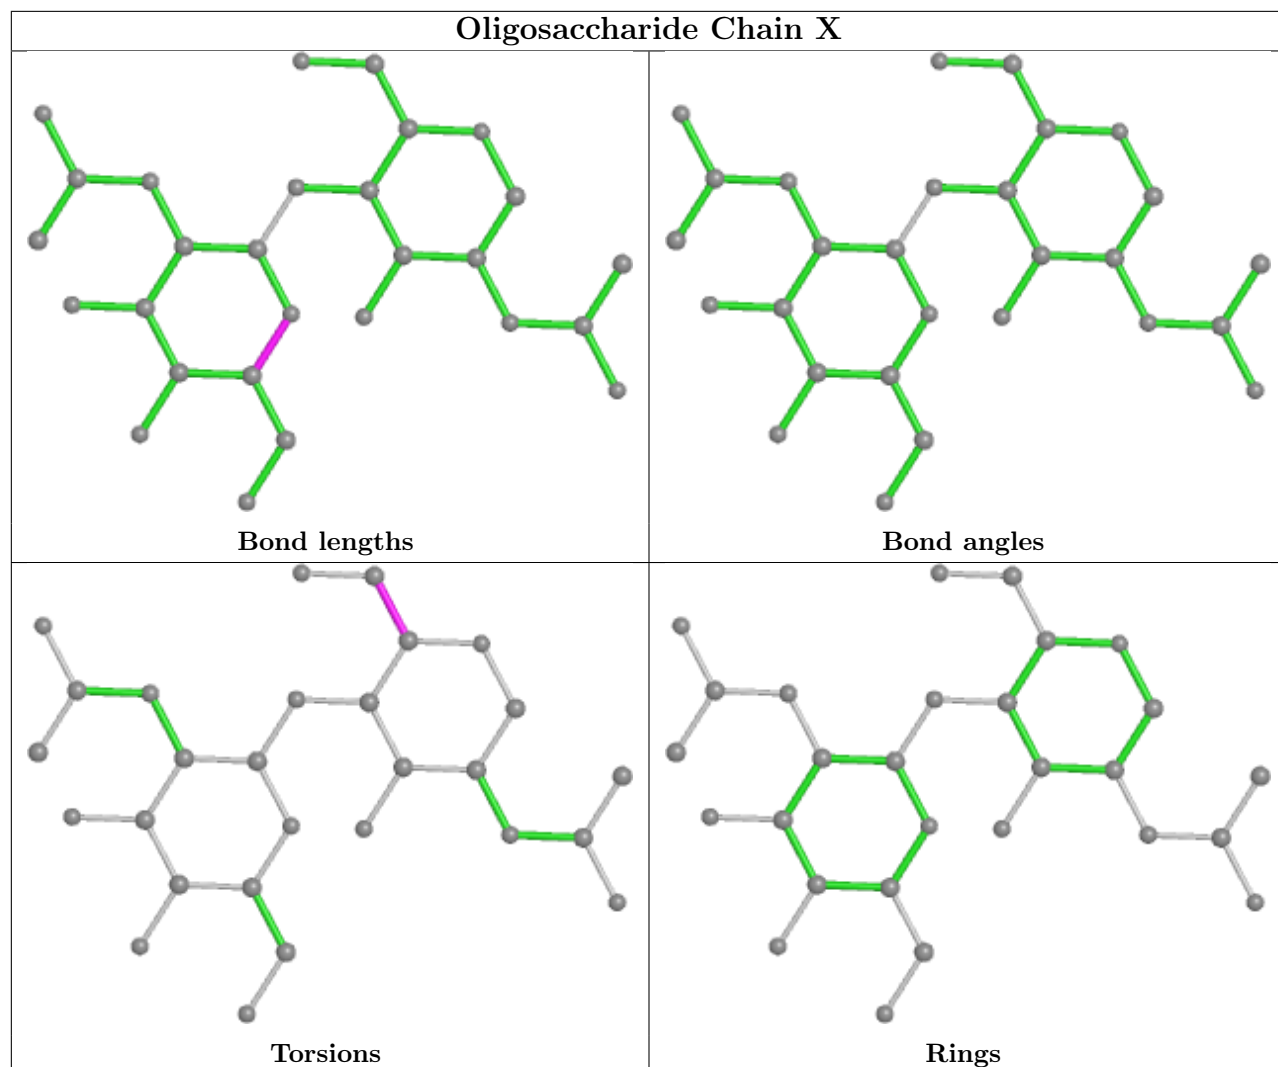 Oligosaccharide Chain X
Bond lengths
Bond angles
Torsions
Rings